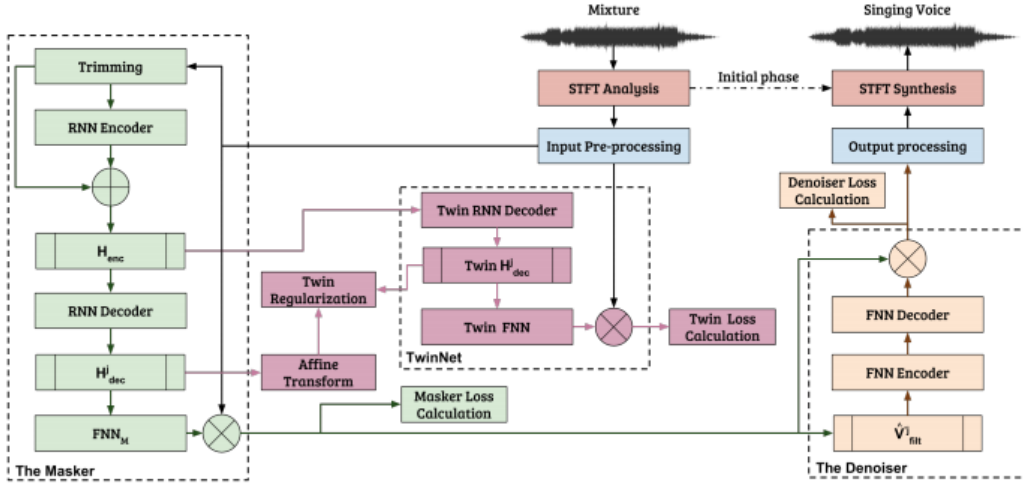 Mixture
Singing Voice
Trimming
STFT Analysis
Initial phase
STFT Synthesis
RNN Encoder
Input Pre-processing
Output processing
Denoiser Loss
Calculation
Twin RNN Decoder
H_enc
Twin H^j_dec
Twin
Regularization
RNN Decoder
Twin FNN
Twin Loss
Calculation
FNN Decoder
TwinNet
H^j_dec
Affine
Transform
FNN Encoder
Masker Loss
Calculation
FNN_M
V̂^j_filt
The Masker
The Denoiser